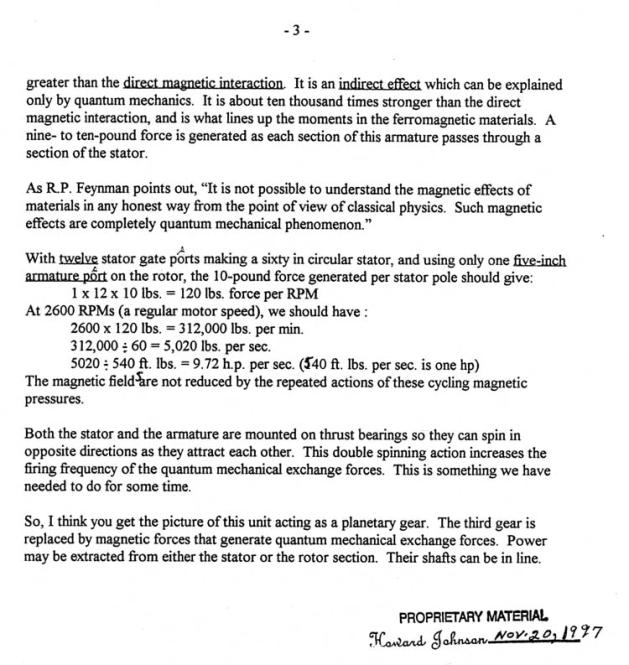 - 3 -
greater than the direct magnetic interaction. It is an indirect effect which can be explained
only by quantum mechanics. It is about ten thousand times stronger than the direct
magnetic interaction, and is what lines up the moments in the ferromagnetic materials. A
nine- to ten-pound force is generated as each section of this armature passes through a
section of the stator.
As R.P. Feynman points out, “It is not possible to understand the magnetic effects of
materials in any honest way from the point of view of classical physics. Such magnetic
effects are completely quantum mechanical phenomenon.”
With twelve stator gate ports making a sixty in circular stator, and using only one five-inch
armature port on the rotor, the 10-pound force generated per stator pole should give:
1 x 12 x 10 lbs. = 120 lbs. force per RPM
At 2600 RPMs (a regular motor speed), we should have :
2600 x 120 lbs. = 312,000 lbs. per min.
312,000 ÷ 60 = 5,020 lbs. per sec.
5020 ÷ 540 ft. lbs. = 9.72 h.p. per sec. (540 ft. lbs. per sec. is one hp)
The magnetic fields are not reduced by the repeated actions of these cycling magnetic
pressures.
Both the stator and the armature are mounted on thrust bearings so they can spin in
opposite directions as they attract each other. This double spinning action increases the
firing frequency of the quantum mechanical exchange forces. This is something we have
needed to do for some time.
So, I think you get the picture of this unit acting as a planetary gear. The third gear is
replaced by magnetic forces that generate quantum mechanical exchange forces. Power
may be extracted from either the stator or the rotor section. Their shafts can be in line.
PROPRIETARY MATERIAL
Howard Johnson Nov. 20, 1997